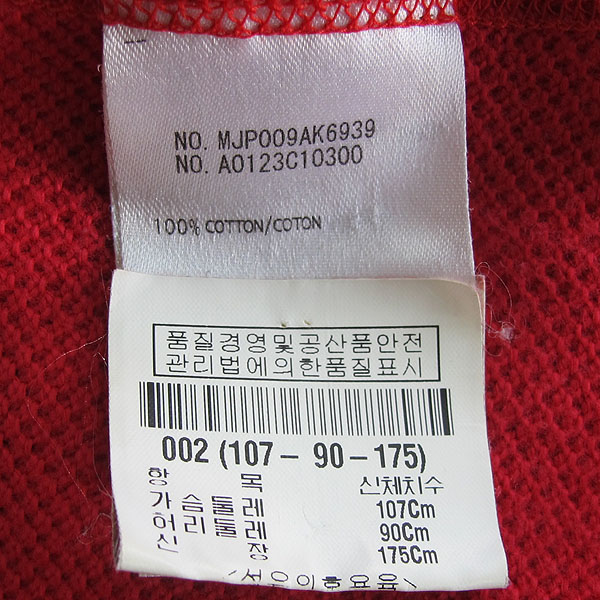 NO. MJP009AK6939
NO. A0123C10300
100% COTTON/COTON
품질경영및공산품안전
관리법에의한품질표시
002 (107 - 90 - 175)
항 목 신체치수
가슴둘레 107Cm
허리둘레 90Cm
신 장 175Cm